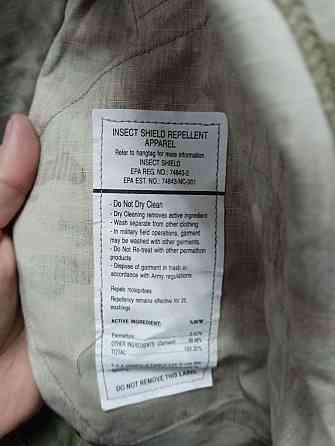 INSECT SHIELD REPELLENT
APPAREL
Refer to hangtag for more information
INSECT SHIELD
EPA REG. NO.: 74843-2
EPA EST. NO.: 74843-NC-001
- Do Not Dry Clean
- Dry Cleaning removes active ingredient
- Wash separate from other clothing
- In military field operations, garment
may be washed with other garments.
- Do Not Re-treat with other permethrin
products
- Dispose of garment in trash in
accordance with Army regulations
Repels mosquitoes
Repellency remains effective for 25
washings
ACTIVE INGREDIENT: %W/W
Permethrin
OTHER INGREDIENTS (Garment)
TOTAL:
DO NOT REMOVE THIS LABEL